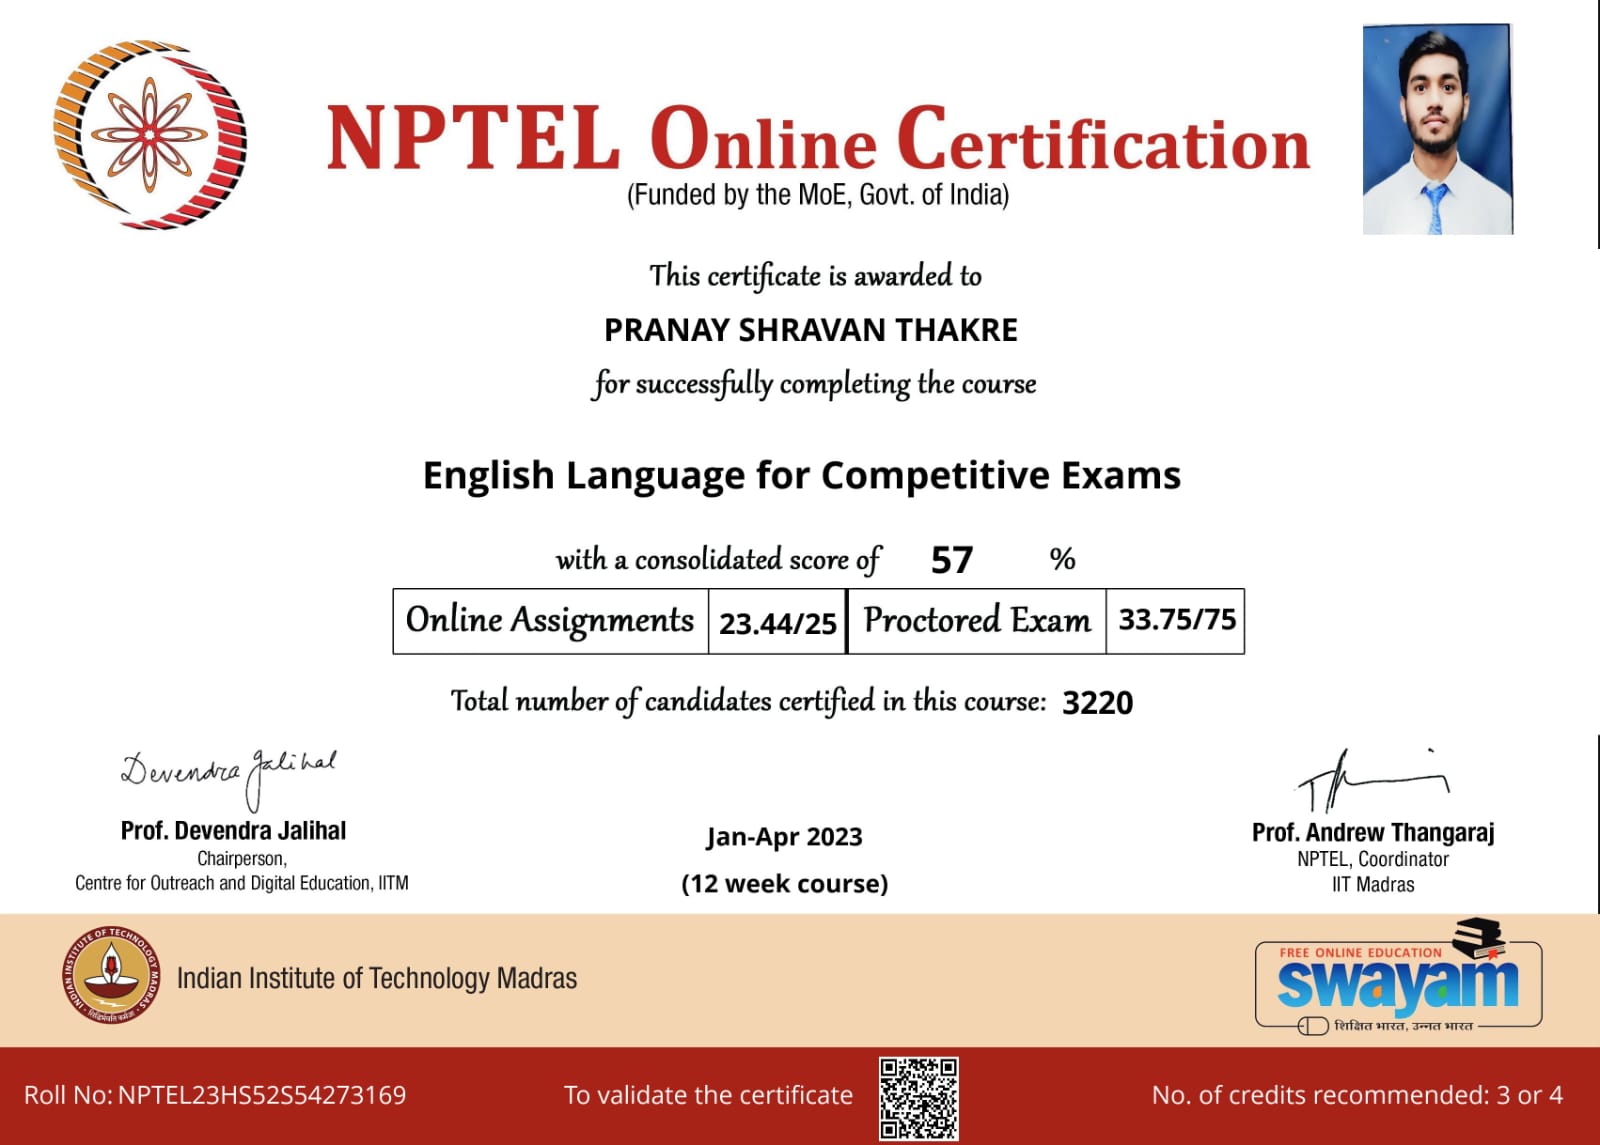 NPTEL Online Certification
(Funded by the MoE, Govt. of India)
This certificate is awarded to
PRANAY SHRAVAN THAKRE
for successfully completing the course
English Language for Competitive Exams
with a consolidated score of 57 %
Online Assignments 23.44/25 Proctored Exam 33.75/75
Total number of candidates certified in this course: 3220
Devendra Jalihal
Prof. Devendra Jalihal
Chairperson,
Centre for Outreach and Digital Education, IITM
Jan-Apr 2023
(12 week course)
Prof. Andrew Thangaraj
NPTEL, Coordinator
IIT Madras
INDIAN INSTITUTE OF TECHNOLOGY MADRAS
सिद्धिर्भवति कर्मजा
Indian Institute of Technology Madras
FREE ONLINE EDUCATION
swayam
शिक्षित भारत, उन्नत भारत
Roll No: NPTEL23HS52S54273169
To validate the certificate
No. of credits recommended: 3 or 4